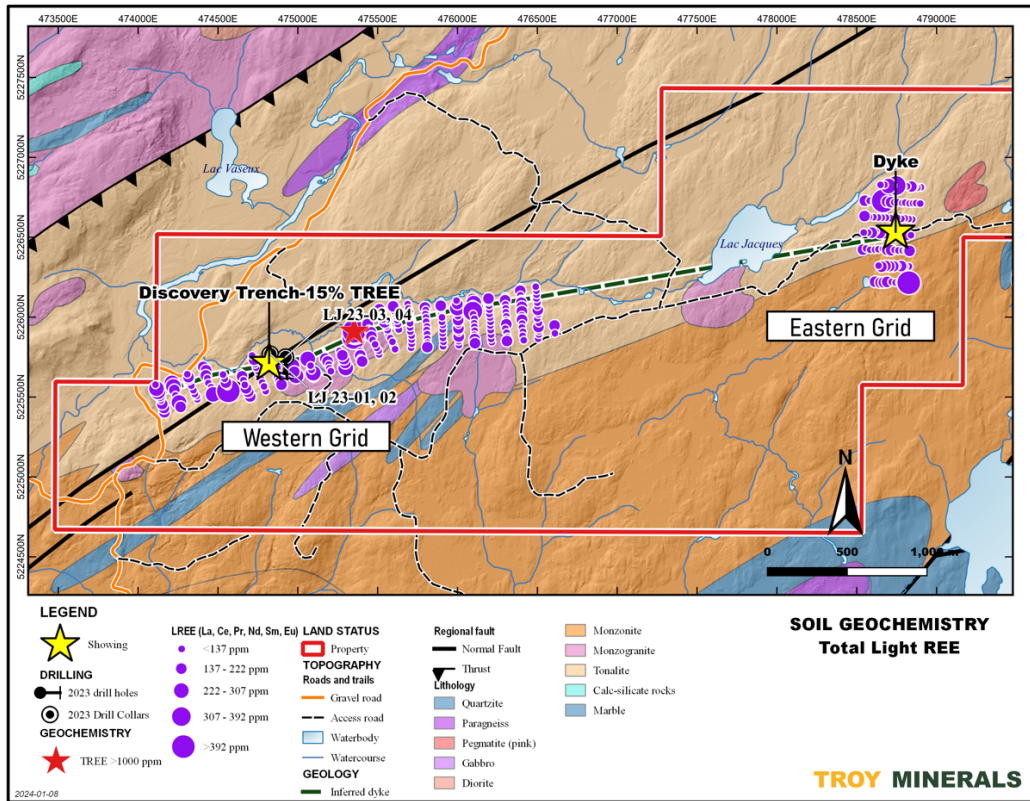 473500E 474000E 474500E 475000E 475500E 476000E 476500E 477000E 477500E 478000E 478500E 479000E
5227500N
5227000N
5226500N
5226000N
5225500N
5225000N
5224500N
Lac Vaseux
Dyke
Lac Jacques
Discovery Trench-15% TREE
LJ 23-03, 04
Eastern Grid
LJ 23-01, 02
Western Grid
N
0 500 1,000 m
LEGEND
Showing
DRILLING
2023 drill holes
2023 Drill Collars
GEOCHEMISTRY
TREE >1000 ppm
2024-01-08
LREE (La, Ce, Pr, Nd, Sm, Eu)
<137 ppm
137 - 222 ppm
222 - 307 ppm
307 - 392 ppm
>392 ppm
LAND STATUS
Property
TOPOGRAPHY
Roads and trails
Gravel road
Access road
Waterbody
Watercourse
GEOLOGY
Inferred dyke
Regional fault
Normal Fault
Thrust
Lithology
Quartzite
Paragneiss
Pegmatite (pink)
Gabbro
Diorite
Monzonite
Monzogranite
Tonalite
Calc-silicate rocks
Marble
SOIL GEOCHEMISTRY
Total Light REE
TROY MINERALS